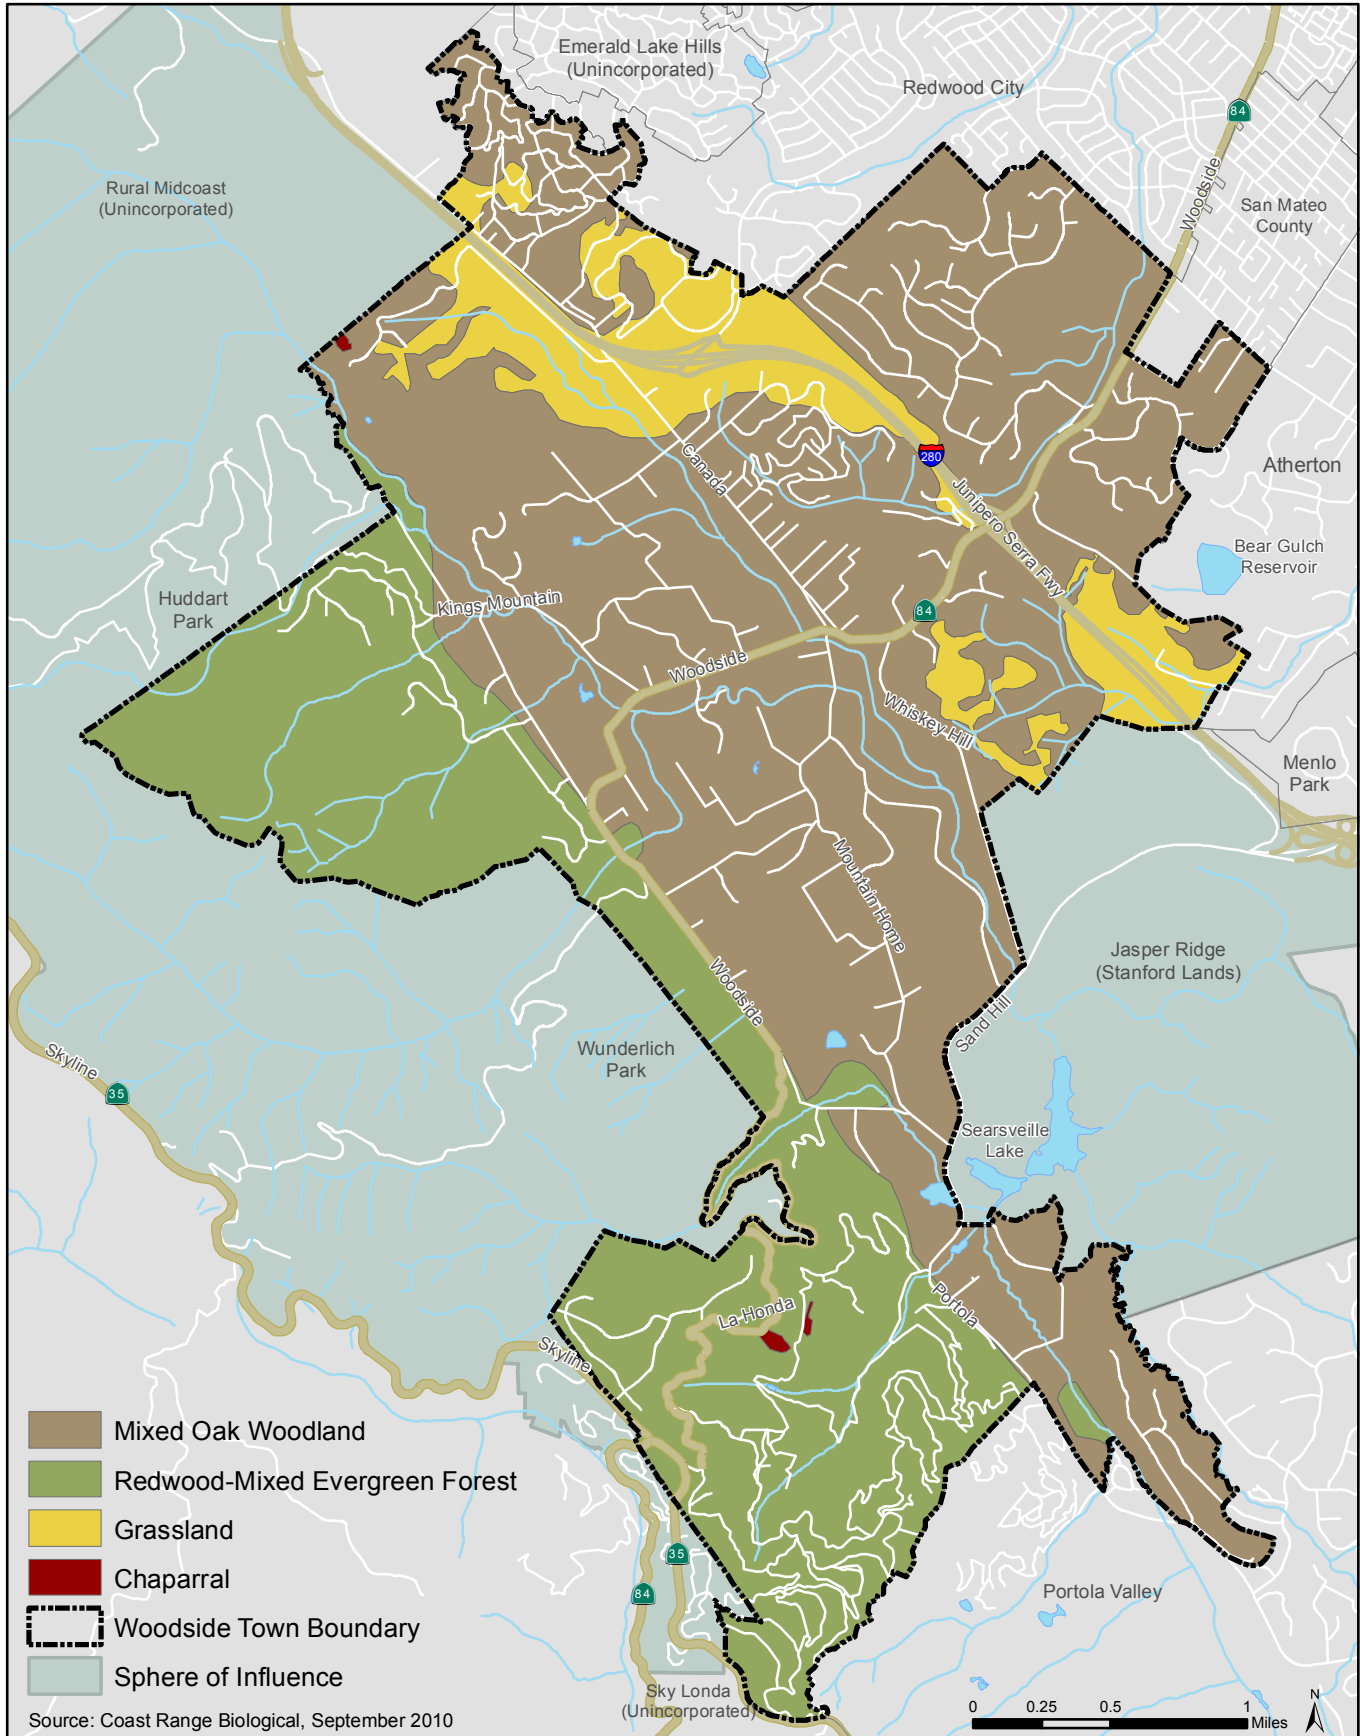 Emerald Lake Hills
(Unincorporated)
Redwood City
84
Woodside
Rural Midcoast
(Unincorporated)
San Mateo
County
Canada
280
Junipero Serra Fwy
Atherton
Bear Gulch
Reservoir
Huddart
Park
Kings Mountain
84
Woodside
Whiskey Hill
Menlo
Park
Mountain Home
Jasper Ridge
(Stanford Lands)
Woodside
Sand Hill
Wunderlich
Park
Skyline
35
Searsveille
Lake
La Honda
Portola
Skyline
35
84
Portola Valley
Sky Londa
(Unincorporated)
Mixed Oak Woodland
Redwood-Mixed Evergreen Forest
Grassland
Chaparral
Woodside Town Boundary
Sphere of Influence
Source: Coast Range Biological, September 2010
0 0.25 0.5 1
Miles
N